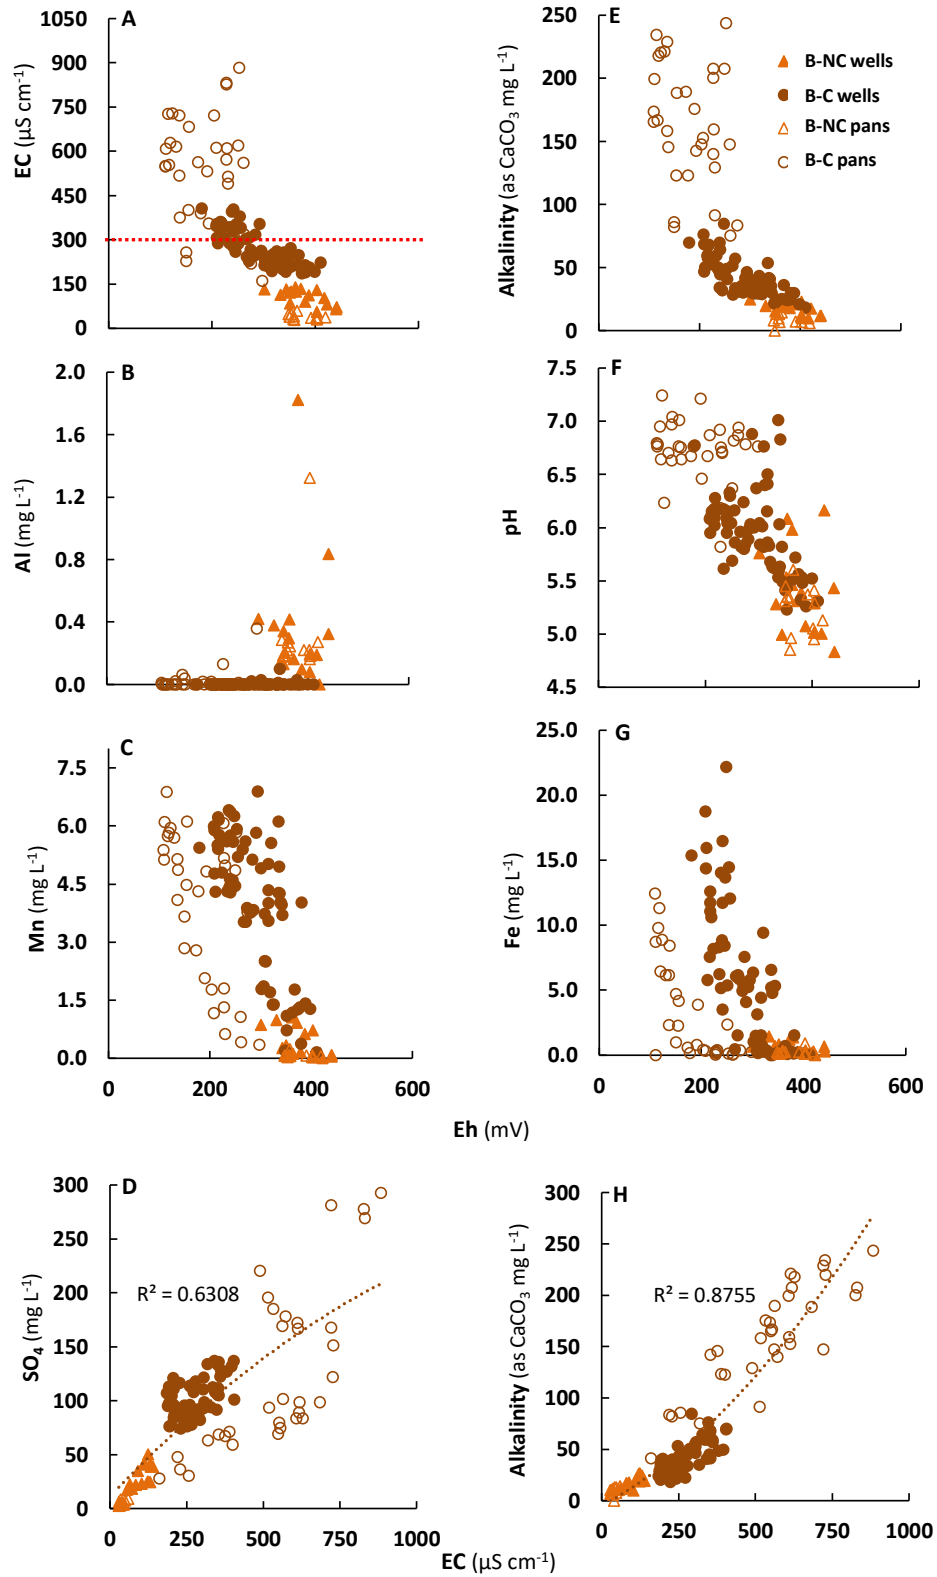 A
EC (µS cm⁻¹)
1050
900
750
600
450
300
150
0
E
Alkalinity (as CaCO₃ mg L⁻¹)
250
200
150
100
50
0
B-NC wells
B-C wells
B-NC pans
B-C pans
B
Al (mg L⁻¹)
2.0
1.6
1.2
0.8
0.4
0.0
F
pH
7.5
7.0
6.5
6.0
5.5
5.0
4.5
C
Mn (mg L⁻¹)
7.5
6.0
4.5
3.0
1.5
0.0
0 200 400 600
G
Fe (mg L⁻¹)
25.0
20.0
15.0
10.0
5.0
0.0
0 200 400 600
Eh (mV)
D
SO₄ (mg L⁻¹)
300
250
200
150
100
50
0
R² = 0.6308
0 250 500 750 1000
H
Alkalinity (as CaCO₃ mg L⁻¹)
300
250
200
150
100
50
0
R² = 0.8755
0 250 500 750 1000
EC (µS cm⁻¹)